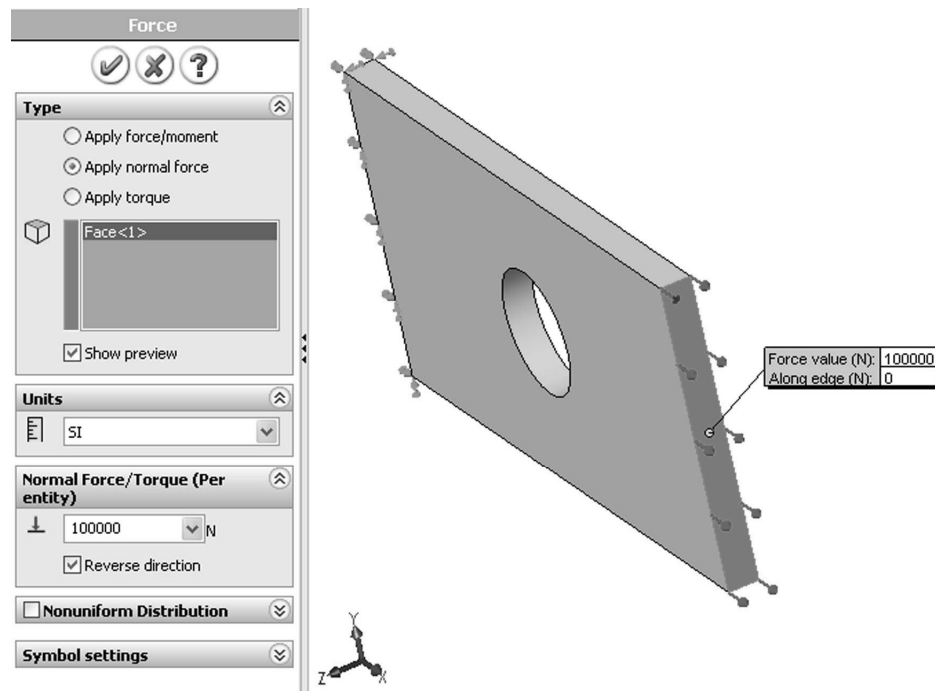 Force
?
Type
Apply force/moment
Apply normal force
Apply torque
Face<1>
Show preview
Units
SI
Normal Force/Torque (Per
entity)
100000 N
Reverse direction
Nonuniform Distribution
Symbol settings
Force value (N): 100000
Along edge (N): 0
Y
Z X